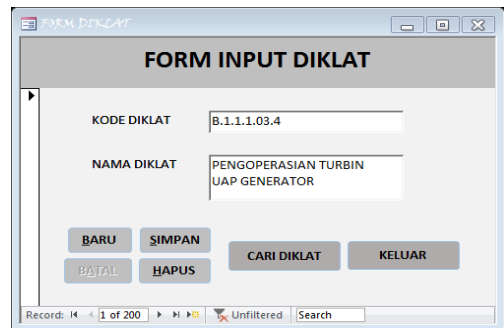 FORM DIKLAT
FORM INPUT DIKLAT
KODE DIKLAT B.1.1.1.03.4
NAMA DIKLAT PENGOPERASIAN TURBIN
UAP GENERATOR
BARU SIMPAN
CARI DIKLAT KELUAR
BATAL HAPUS
Record: 1 of 200 Unfiltered Search